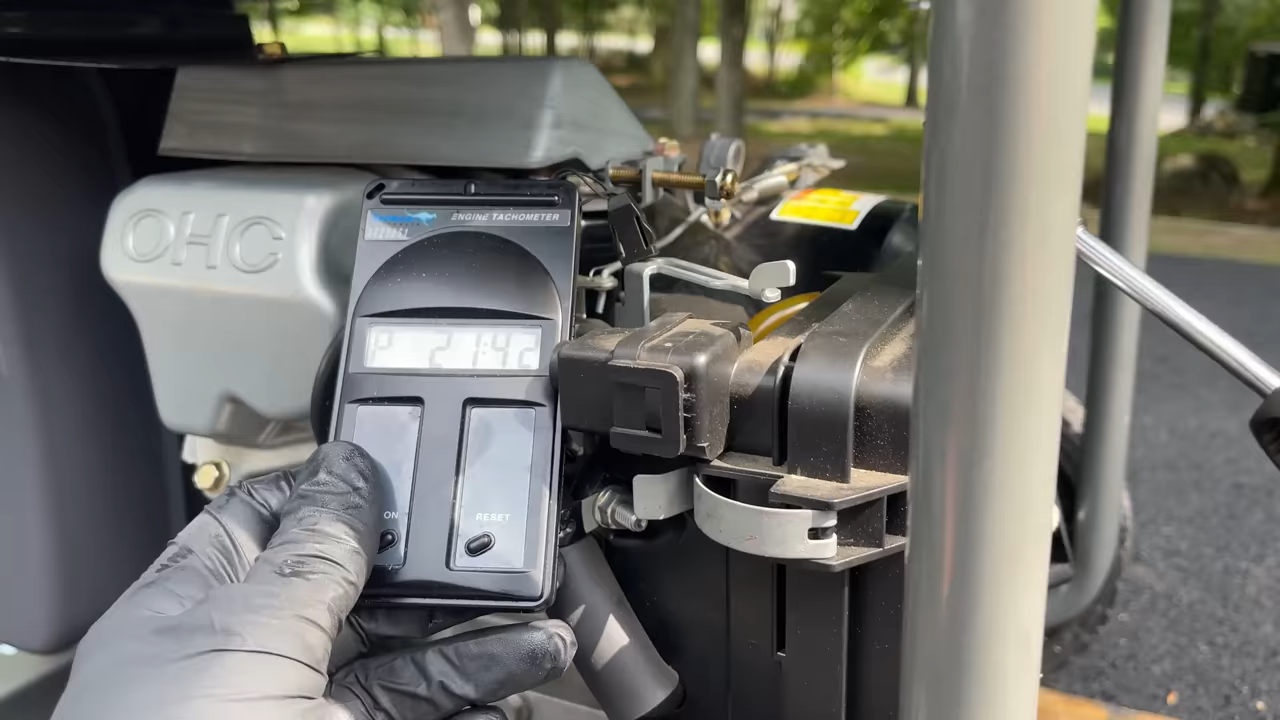 OHC
ENGINE TACHOMETER
P 2142
ON
RESET